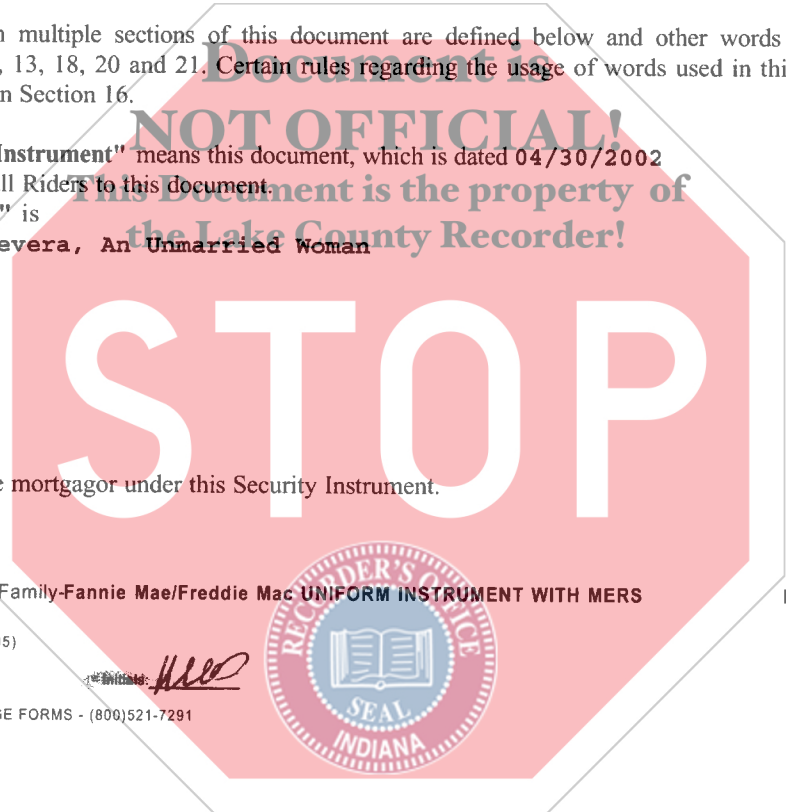 multiple sections of this document are defined below and other words
, 13, 18, 20 and 21. Certain rules regarding the usage of words used in thi
n Section 16.
Document is
NOT OFFICIAL!
Instrument" means this document, which is dated 04/30/2002
ll Riders to this document.
This Document is the property of
" is
the Lake County Recorder!
evera, An Unmarried Woman
STOP
e mortgagor under this Security Instrument.
Family-Fannie Mae/Freddie Mac UNIFORM INSTRUMENT WITH MERS
5)
Initials:
GE FORMS - (800)521-7291
RECORDER'S OFFICE
SEAL
INDIANA